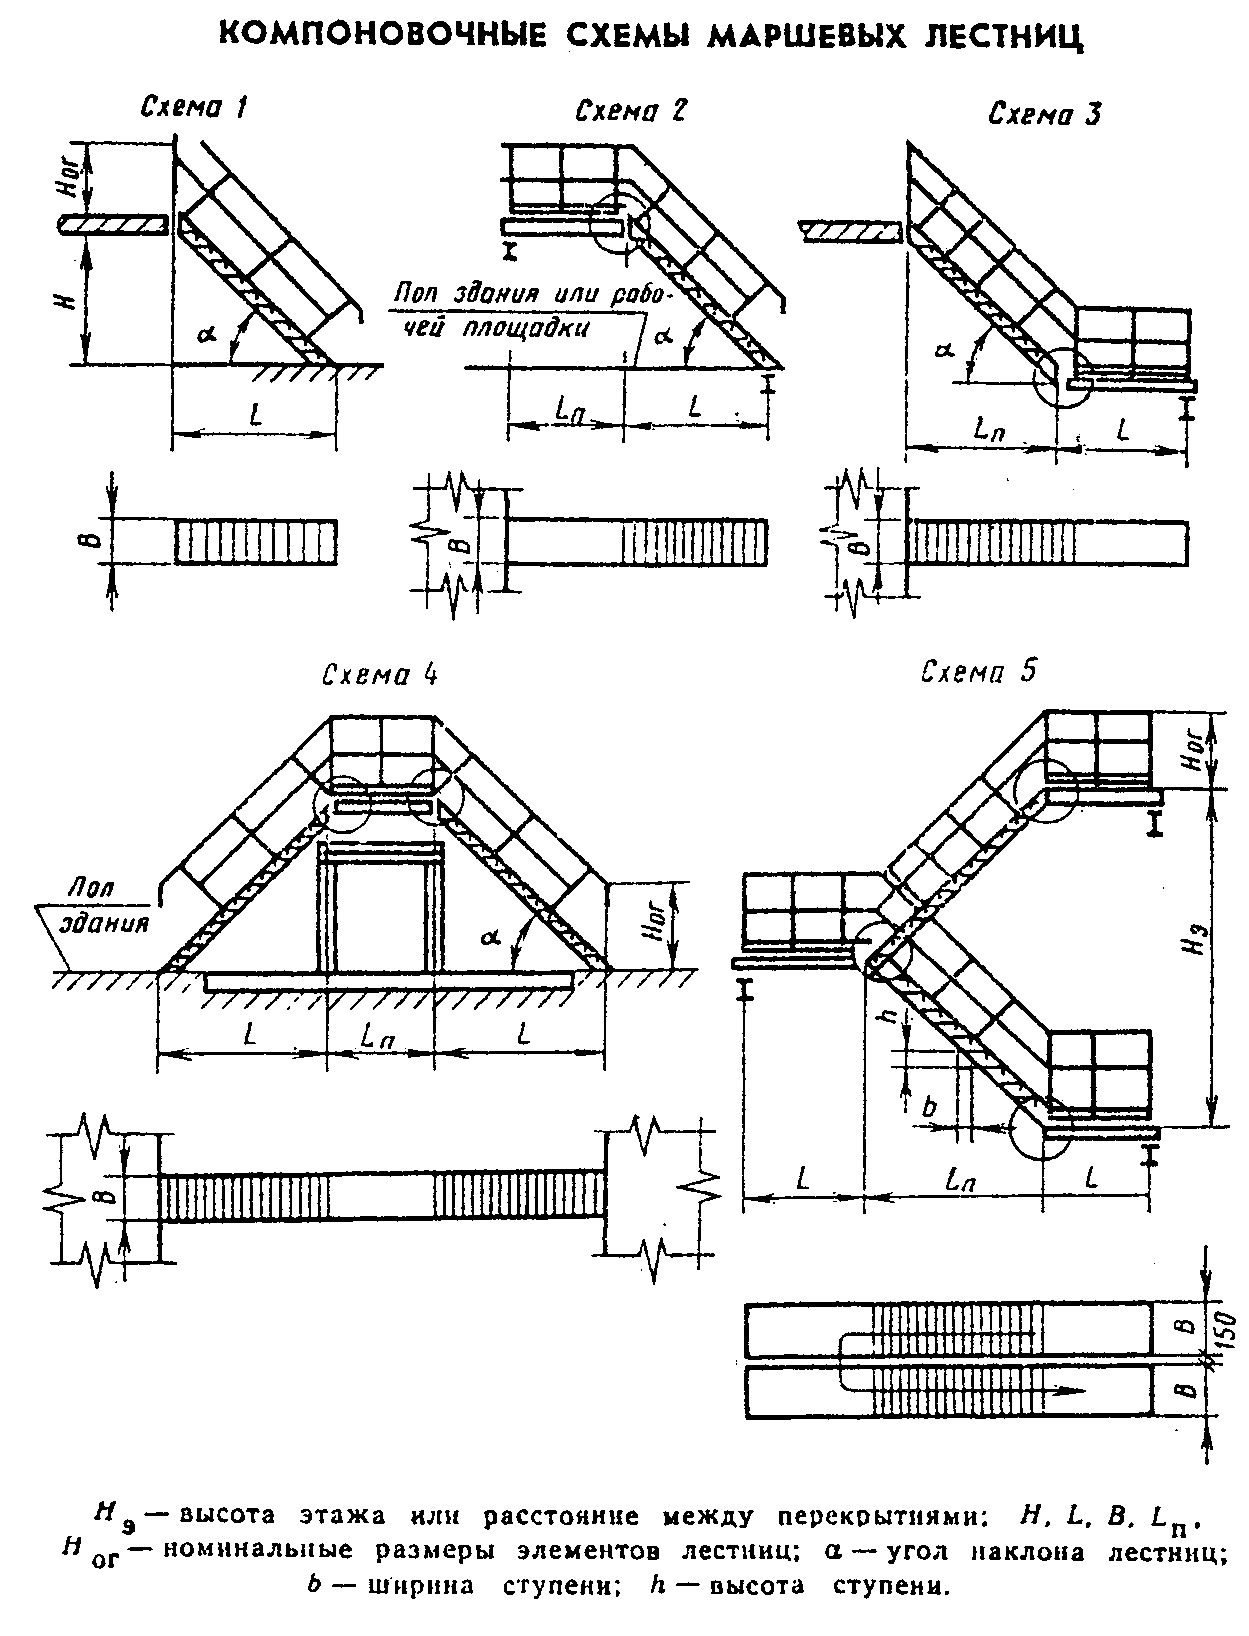 КОМПОНОВОЧНЫЕ СХЕМЫ МАРШЕВЫХ ЛЕСТНИЦ
Схема 1
Схема 2
Схема 3
Hог
H
α
L
B
Пол здания или рабо-
чей площадки
α
Lп
L
B
α
Lп
L
B
Схема 4
Схема 5
Пол
здания
α
Hог
L
Lп
L
B
Hог
Hэ
h
b
L
Lп
L
B
150
B
Hэ — высота этажа или расстояние между перекрытиями; H, L, B, Lп,
Hог — номинальные размеры элементов лестниц; α — угол наклона лестниц;
b — ширина ступени; h — высота ступени.